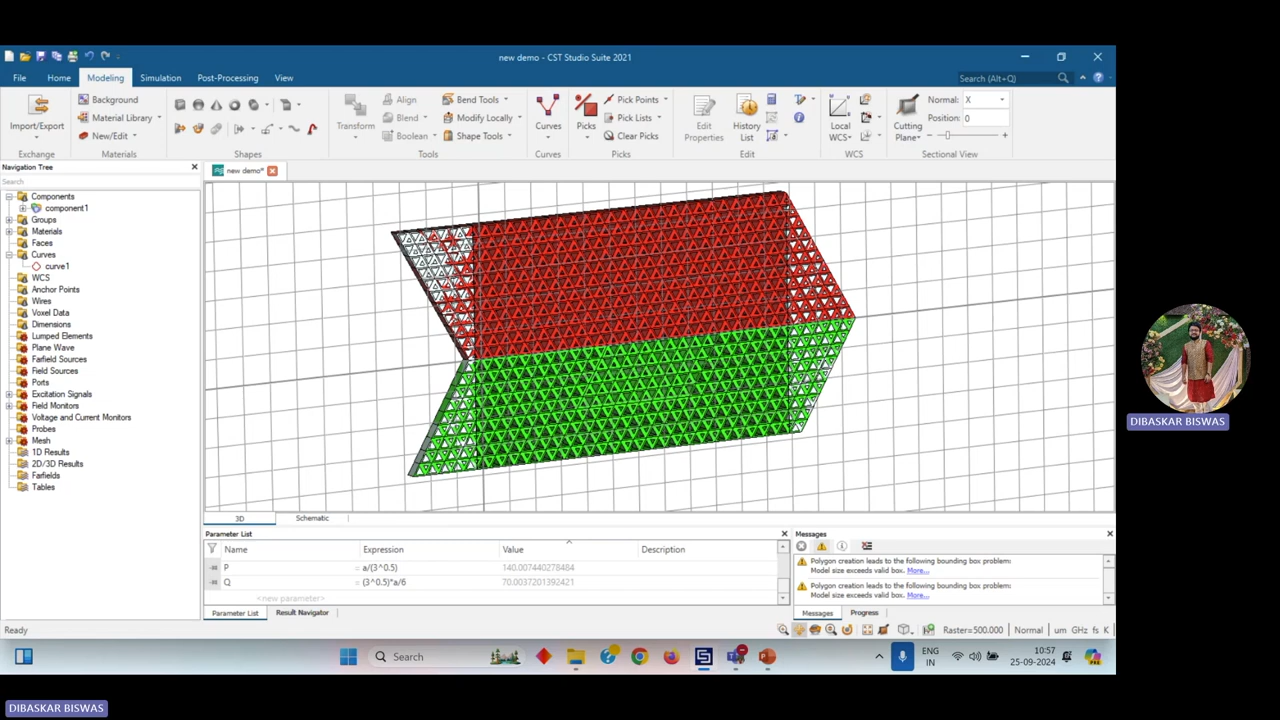 new demo - CST Studio Suite 2021
File Home Modeling Simulation Post-Processing View
Search (Alt+Q)
Import/Export
Exchange
Background
Material Library
New/Edit
Materials
Shapes
Transform
Align
Blend
Boolean
Bend Tools
Modify Locally
Shape Tools
Tools
Curves
Curves
Picks
Pick Points
Pick Lists
Clear Picks
Picks
Edit
Properties
History
List
Edit
Local
WCS
WCS
Cutting
Plane
Normal: X
Position: 0
Sectional View
Navigation Tree
Search
Components
component1
Groups
Materials
Faces
Curves
curve1
WCS
Anchor Points
Wires
Voxel Data
Dimensions
Lumped Elements
Plane Wave
Farfield Sources
Field Sources
Ports
Excitation Signals
Field Monitors
Voltage and Current Monitors
Probes
Mesh
1D Results
2D/3D Results
Farfields
Tables
new demo*
3D Schematic
Parameter List
Name Expression Value Description
P = a/(3^0.5) 140.007440278484
Q = (3^0.5)*a/6 70.0037201392421
<new parameter>
Parameter List Result Navigator
Messages
Polygon creation leads to the following bounding box problem:
Model size exceeds valid box. More...
Polygon creation leads to the following bounding box problem:
Model size exceeds valid box. More...
Messages Progress
Ready
Raster=500.000 Normal um GHz fs K
Search
ENG
IN
10:57
25-09-2024
DIBASKAR BISWAS
DIBASKAR BISWAS